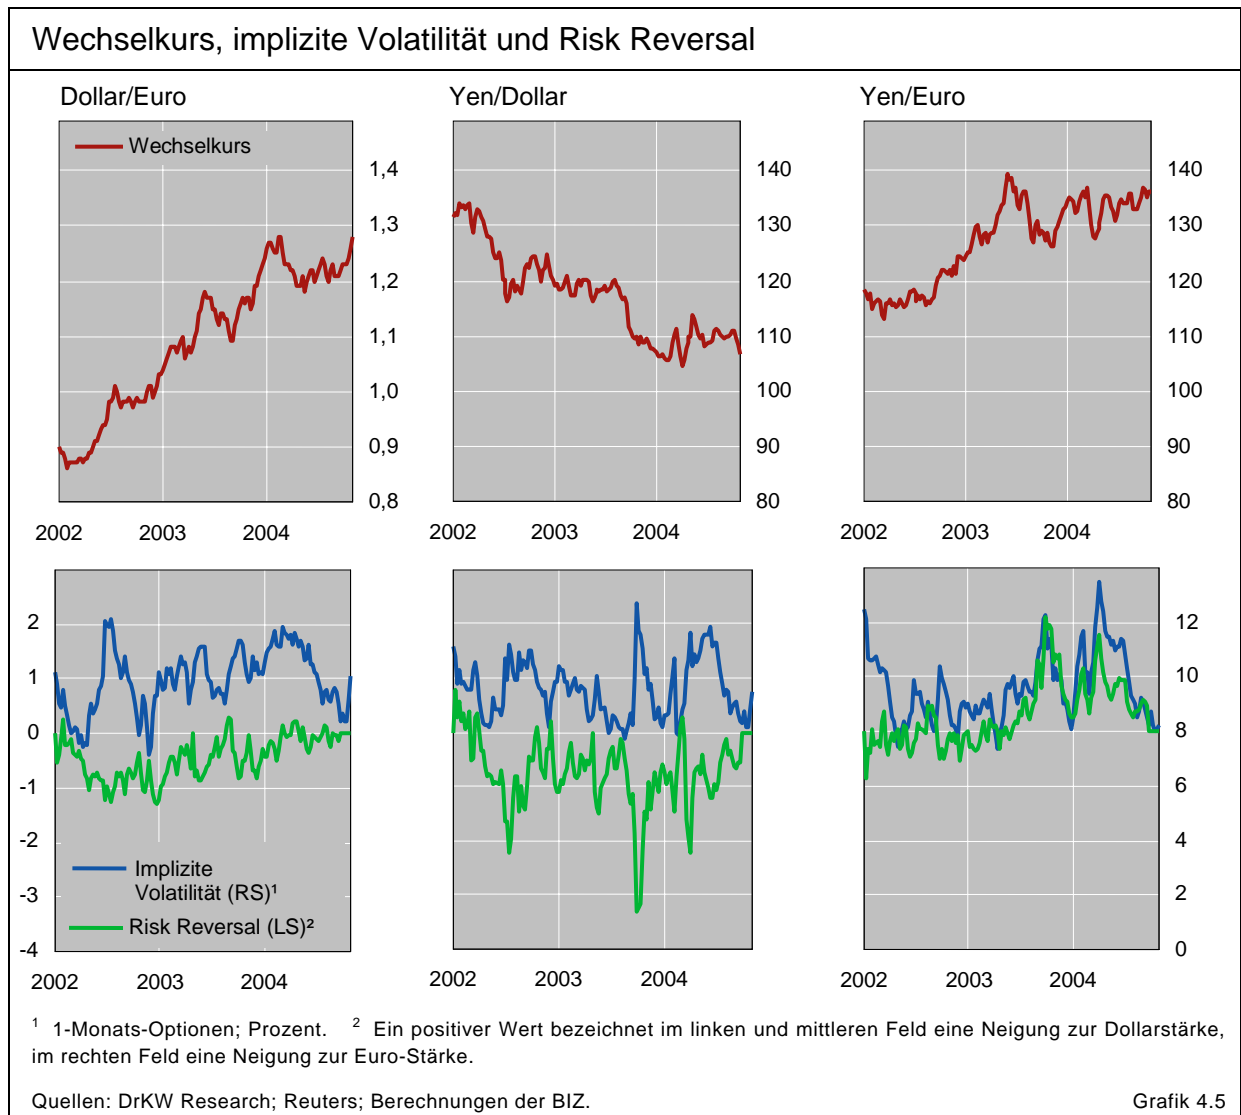 Wechselkurs, implizite Volatilität und Risk Reversal
Dollar/Euro
Yen/Dollar
Yen/Euro
Wechselkurs
1,4
1,3
1,2
1,1
1,0
0,9
0,8
140
130
120
110
100
90
80
140
130
120
110
100
90
80
2002 2003 2004
2002 2003 2004
2002 2003 2004
2
1
0
-1
-2
-3
-4
Implizite
Volatilität (RS)¹
Risk Reversal (LS)²
12
10
8
6
4
2
0
2002 2003 2004
2002 2003 2004
2002 2003 2004
¹ 1-Monats-Optionen; Prozent. ² Ein positiver Wert bezeichnet im linken und mittleren Feld eine Neigung zur Dollarstärke,
im rechten Feld eine Neigung zur Euro-Stärke.
Quellen: DrKW Research; Reuters; Berechnungen der BIZ. Grafik 4.5